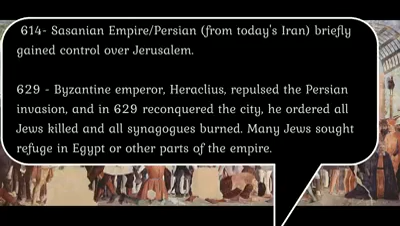 614- Sasanian Empire/Persian (from today's Iran) briefly
gained control over Jerusalem.
629 - Byzantine emperor, Heraclius, repulsed the Persian
invasion, and in 629 reconquered the city, he ordered all
Jews killed and all synagogues burned. Many Jews sought
refuge in Egypt or other parts of the empire.